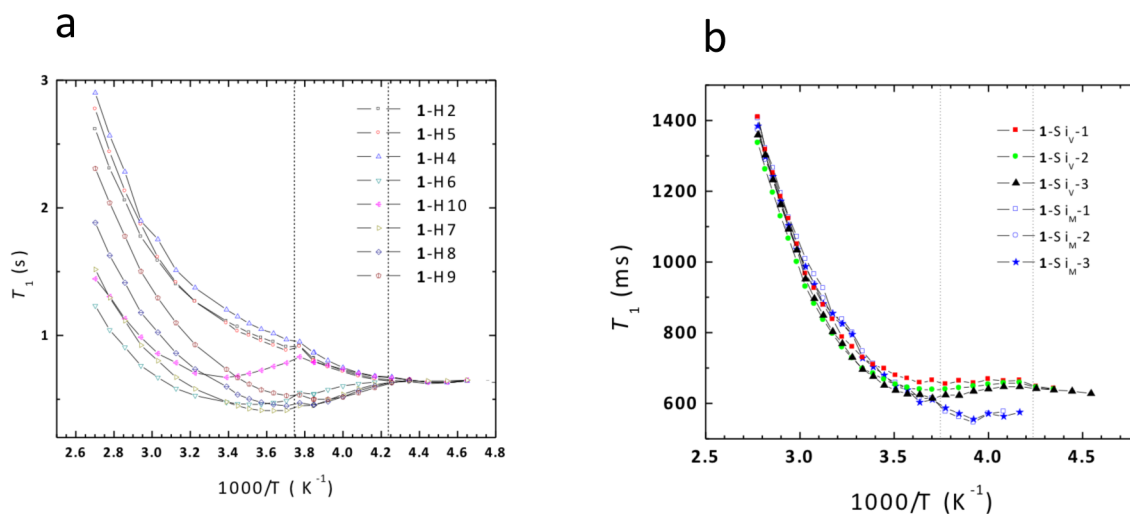 a
b
3
2
1
T1 (s)
2.6 2.8 3.0 3.2 3.4 3.6 3.8 4.0 4.2 4.4 4.6 4.8
1000/T ( K-1)
1-H2
1-H5
1-H4
1-H6
1-H10
1-H7
1-H8
1-H9
1400
1200
1000
800
600
T1 (ms)
2.5 3.0 3.5 4.0 4.5
1000/T (K-1)
1-SiV-1
1-SiV-2
1-SiV-3
1-SiM-1
1-SiM-2
1-SiM-3